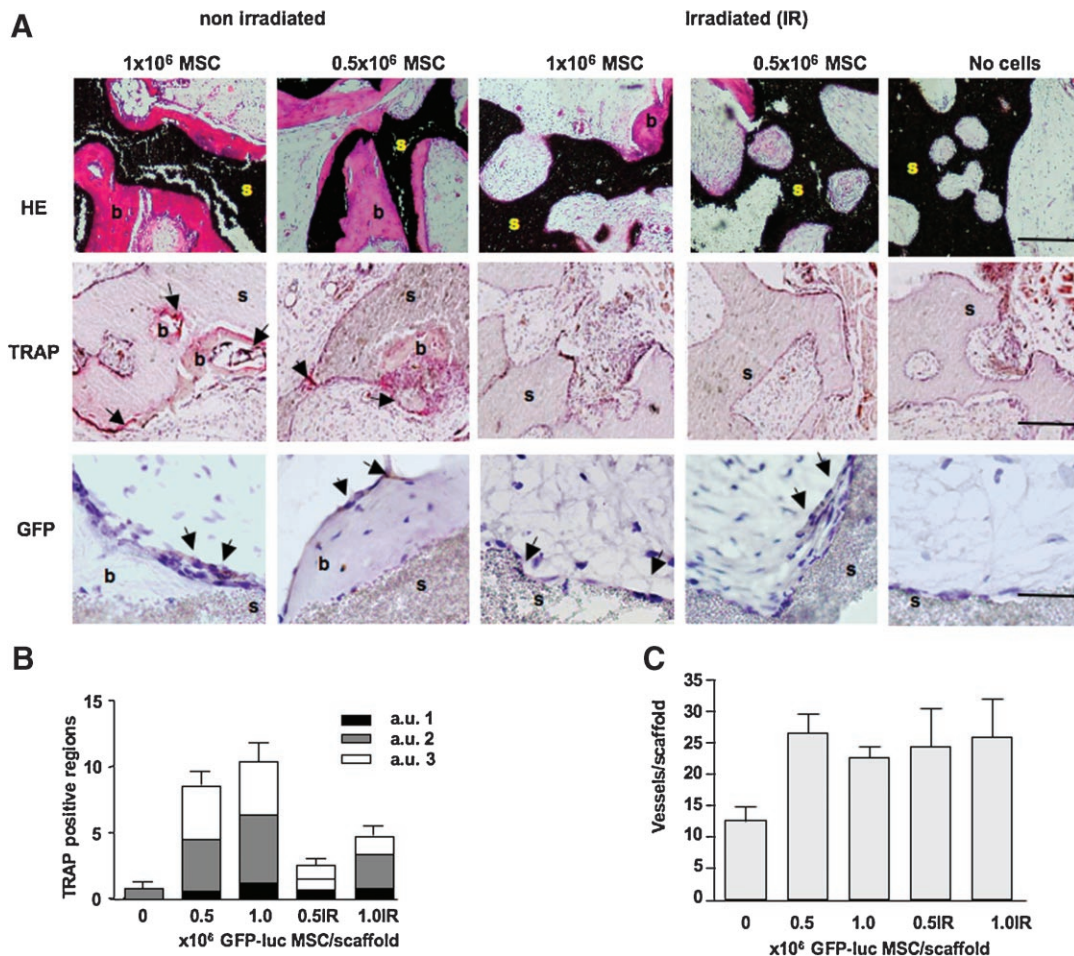 A
non irradiated
Irradiated (IR)
1x10⁶ MSC
0.5x10⁶ MSC
1x10⁶ MSC
0.5x10⁶ MSC
No cells
HE
b
s
s
b
b
s
s
s
TRAP
s
b
b
s
b
s
s
s
GFP
b
s
b
s
s
s
s
B
15
10
5
0
TRAP positive regions
a.u. 1
a.u. 2
a.u. 3
0
0.5
1.0
0.5IR
1.0IR
x10⁶ GFP-luc MSC/scaffold
C
35
30
25
20
15
10
5
0
Vessels/scaffold
0
0.5
1.0
0.5IR
1.0IR
x10⁶ GFP-luc MSC/scaffold